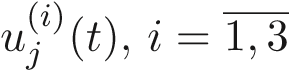 $u_j^{(i)}(t),\, i = \overline{1,3}$